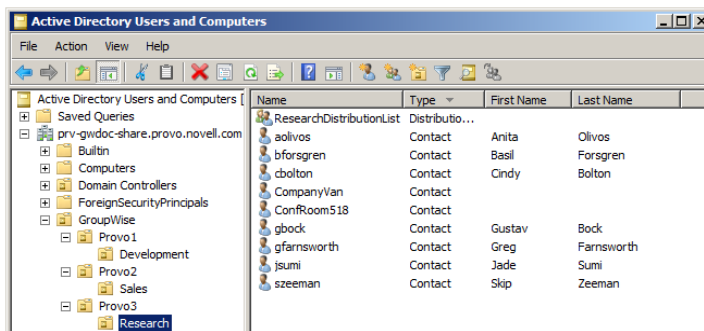 Active Directory Users and Computers
File Action View Help
Active Directory Users and Computers [
Saved Queries
prv-gwdoc-share.provo.novell.com
Builtin
Computers
Domain Controllers
ForeignSecurityPrincipals
GroupWise
Provo1
Development
Provo2
Sales
Provo3
Research
Name Type First Name Last Name
ResearchDistributionList Distributio...
aolivos Contact Anita Olivos
bforsgren Contact Basil Forsgren
cbolton Contact Cindy Bolton
CompanyVan Contact
ConfRoom518 Contact
gbock Contact Gustav Bock
gfarnsworth Contact Greg Farnsworth
jsumi Contact Jade Sumi
szeeman Contact Skip Zeeman